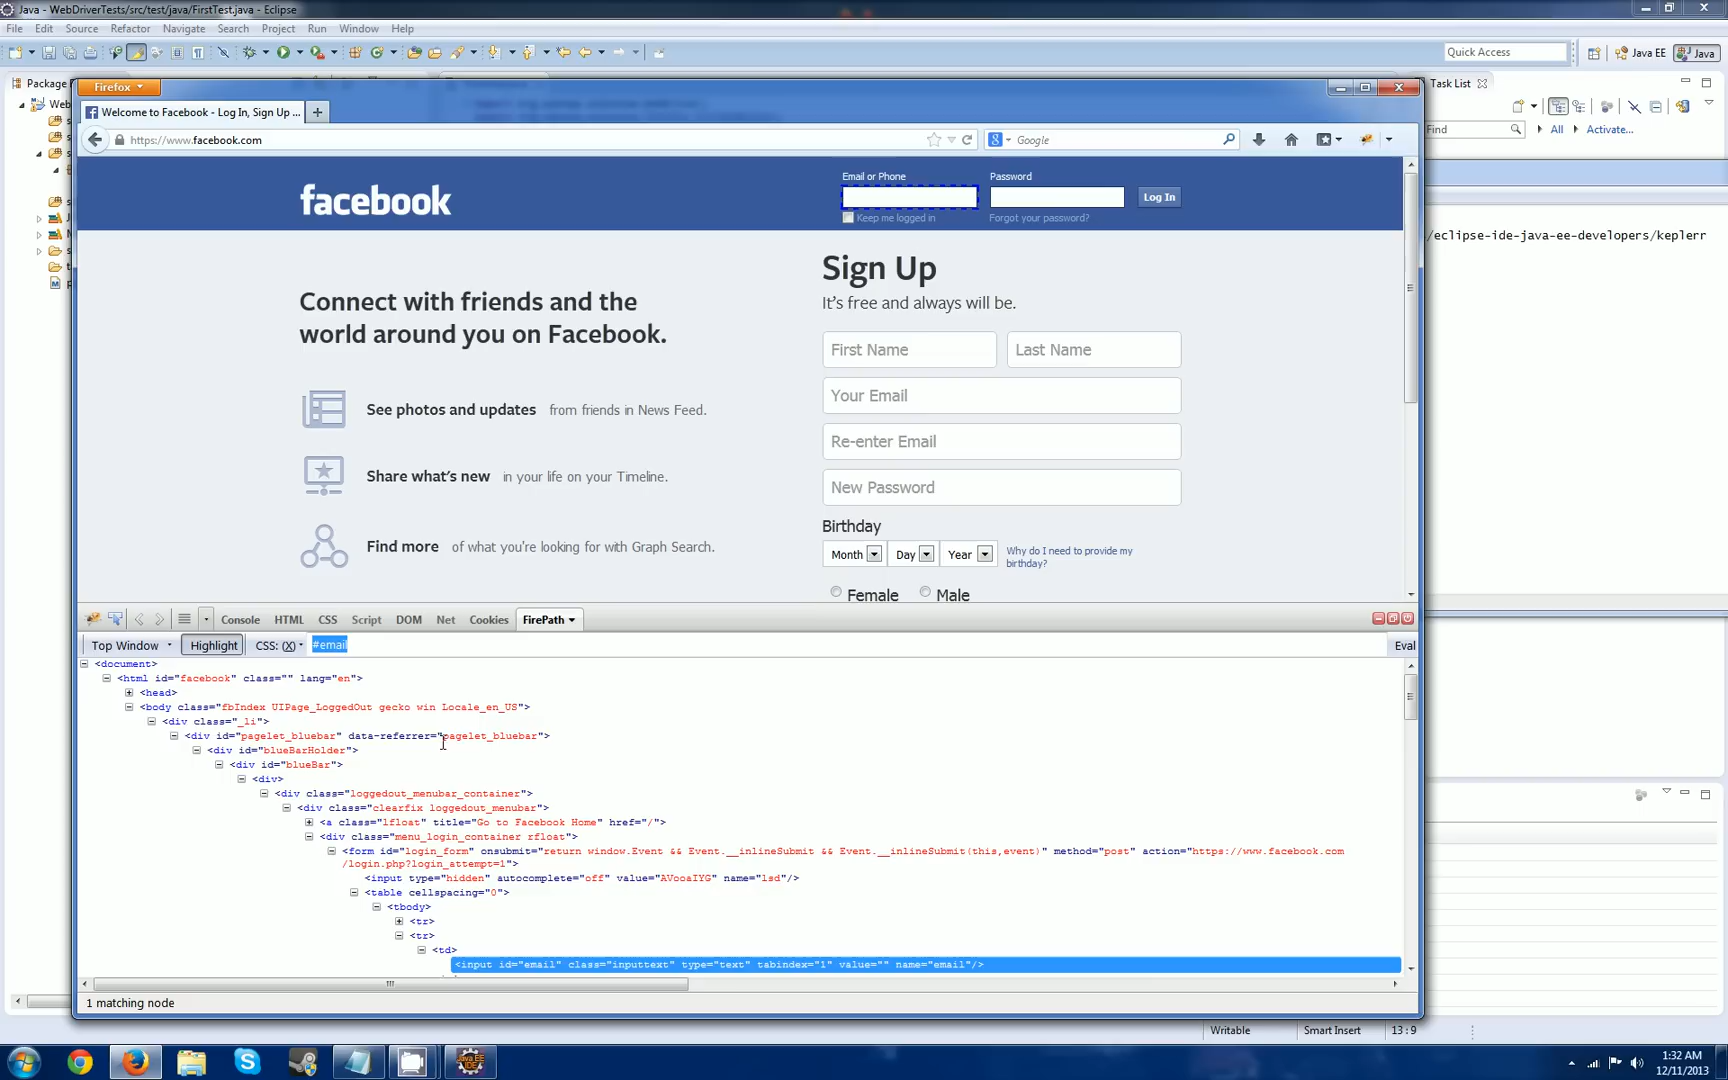 Java - WebDriverTests/src/test/java/FirstTest.java - Eclipse
File Edit Source Refactor Navigate Search Project Run Window Help
Quick Access Java EE Java
Package
Firefox
Task List
Web
Welcome to Facebook - Log In, Sign Up ...
https://www.facebook.com
Google
Find All Activate...
Email or Phone Password
facebook
Log In
Keep me logged in Forgot your password?
/eclipse-ide-java-ee-developers/keplerr
Sign Up
It's free and always will be.
Connect with friends and the
world around you on Facebook.
First Name Last Name
Your Email
See photos and updates from friends in News Feed.
Re-enter Email
Share what's new in your life on your Timeline.
New Password
Birthday
Find more of what you're looking for with Graph Search.
Month Day Year
Why do I need to provide my
birthday?
Female Male
Console HTML CSS Script DOM Net Cookies FirePath
Top Window Highlight CSS: (X) #email Eval
<document>
<html id="facebook" class="" lang="en">
<head>
<body class="fbIndex UIPage_LoggedOut gecko win Locale_en_US">
<div class="_li">
<div id="pagelet_bluebar" data-referrer="pagelet_bluebar">
<div id="blueBarHolder">
<div id="blueBar">
<div>
<div class="loggedout_menubar_container">
<div class="clearfix loggedout_menubar">
<a class="lfloat" title="Go to Facebook Home" href="/">
<div class="menu_login_container rfloat">
<form id="login_form" onsubmit="return window.Event && Event.__inlineSubmit && Event.__inlineSubmit(this,event)" method="post" action="https://www.facebook.com
/login.php?login_attempt=1">
<input type="hidden" autocomplete="off" value="AVooaIYG" name="lsd"/>
<table cellspacing="0">
<tbody>
<tr>
<tr>
<td>
<input id="email" class="inputtext" type="text" tabindex="1" value="" name="email"/>
1 matching node
Writable Smart Insert 13 : 9
1:32 AM
12/11/2013